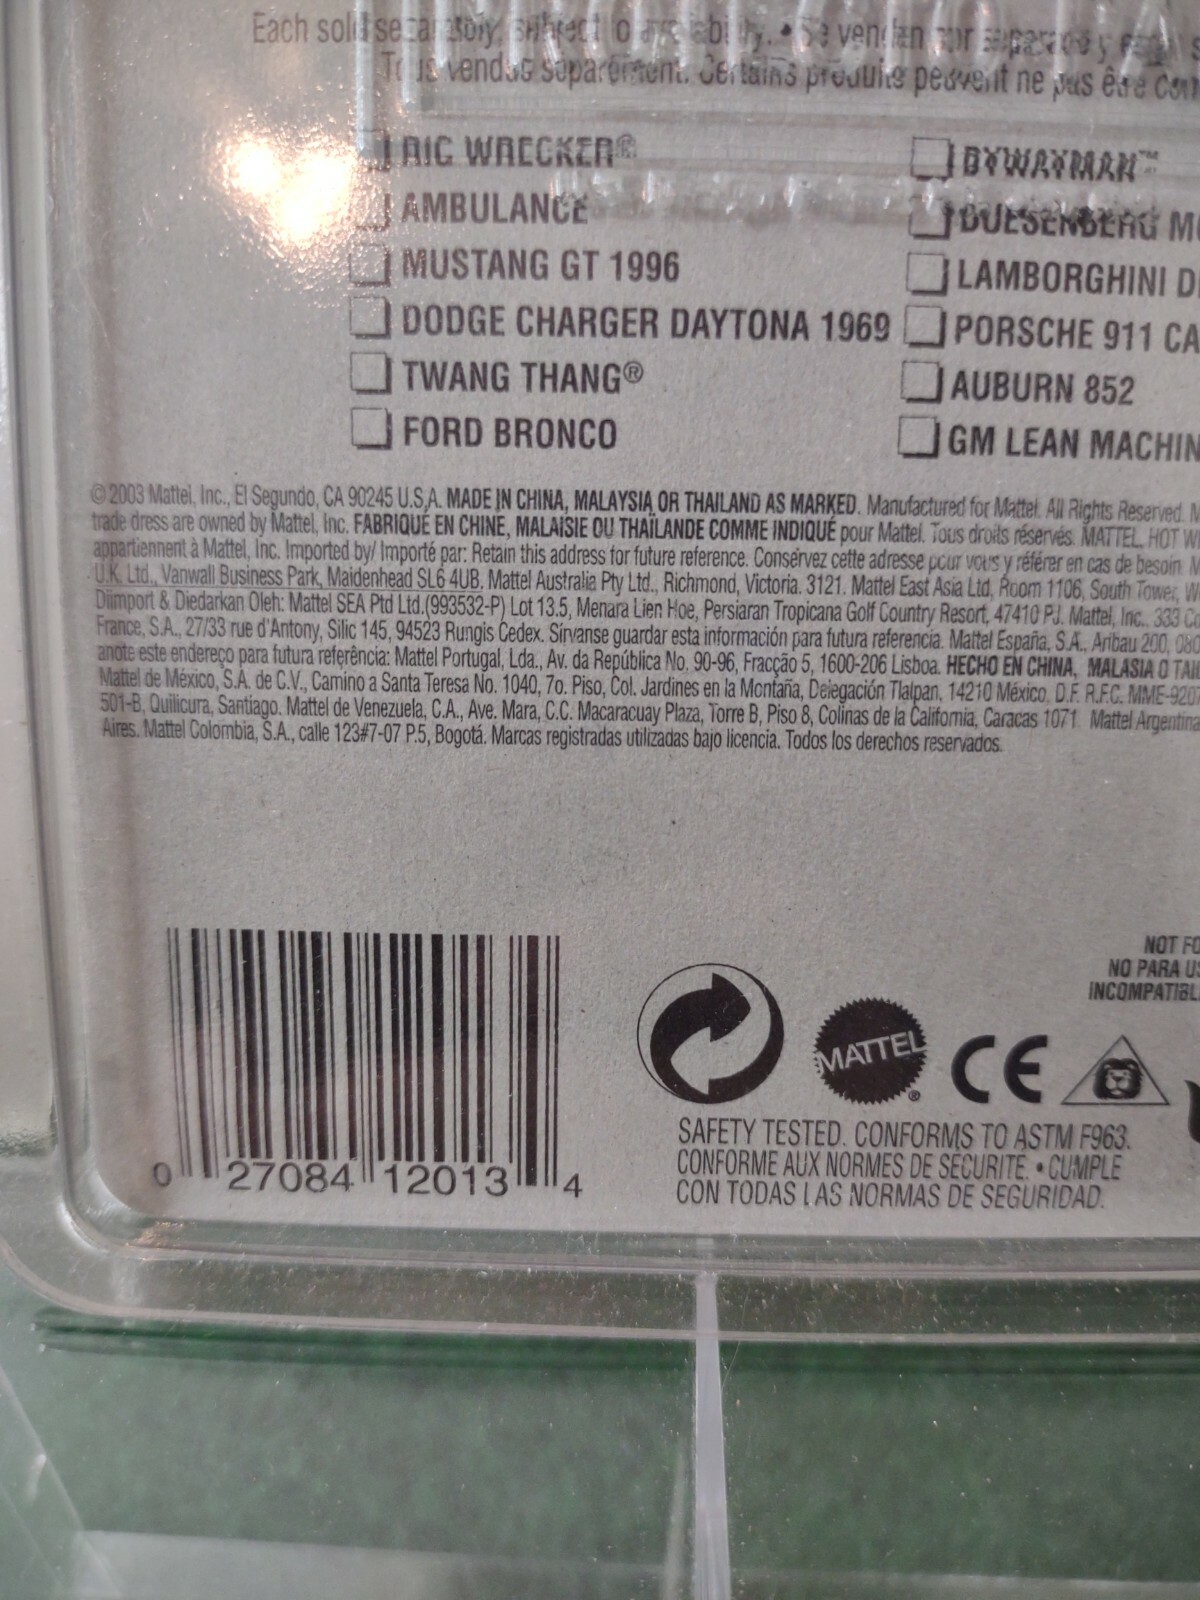 Each sold separately, subject to availability. • Se venden por separado y
Tous vendus séparément. Certains produits peuvent ne pas être
RIG WRECKER®
AMBULANCE
MUSTANG GT 1996
DODGE CHARGER DAYTONA 1969
TWANG THANG®
FORD BRONCO
BYWAYMAN™
DUESENBERG M
LAMBORGHINI D
PORSCHE 911 CA
AUBURN 852
GM LEAN MACHIN
© 2003 Mattel, Inc., El Segundo, CA 90245 U.S.A. MADE IN CHINA, MALAYSIA OR THAILAND AS MARKED. Manufactured for Mattel. All Rights Reserved. M
trade dress are owned by Mattel, Inc. FABRIQUÉ EN CHINE, MALAISIE OU THAÏLANDE COMME INDIQUÉ pour Mattel. Tous droits réservés. MATTEL, HOT W
appartiennent à Mattel, Inc. Imported by/ Importé par: Retain this address for future reference. Conservez cette adresse pour vous y référer en cas de besoin. M
U.K. Ltd., Vanwall Business Park, Maidenhead SL6 4UB. Mattel Australia Pty Ltd., Richmond, Victoria. 3121. Mattel East Asia Ltd, Room 1106, South Tower, W
Diimport & Diedarkan Oleh: Mattel SEA Ptd Ltd.(993532-P) Lot 13.5, Menara Lien Hoe, Persiaran Tropicana Golf Country Resort, 47410 PJ. Mattel, Inc.. 333 Co
France, S.A., 27/33 rue d'Antony, Silic 145, 94523 Rungis Cedex. Sírvanse guardar esta información para futura referencia. Mattel España, S.A., Aribau 200, 080
anote este endereço para futura referência: Mattel Portugal, Lda., Av. da República No. 90-96, Fracção 5, 1600-206 Lisboa. HECHO EN CHINA, MALASIA O TAI
Mattel de México, S.A. de C.V., Camino a Santa Teresa No. 1040, 7o. Piso, Col. Jardines en la Montaña, Delegación Tlalpan, 14210 México, D.F. R.F.C. MME-920
501-B, Quilicura, Santiago. Mattel de Venezuela, C.A., Ave. Mara, C.C. Macaracuay Plaza, Torre B, Piso 8, Colinas de la California, Caracas 1071. Mattel Argentina
Aires. Mattel Colombia, S.A., calle 123#7-07 P.5, Bogotá. Marcas registradas utilizadas bajo licencia. Todos los derechos reservados.
NOT FO
NO PARA U
INCOMPATIBL
MATTEL®
CE
SAFETY TESTED. CONFORMS TO ASTM F963.
CONFORME AUX NORMES DE SÉCURITÉ. • CUMPLE
CON TODAS LAS NORMAS DE SEGURIDAD.
0 27084 12013 4